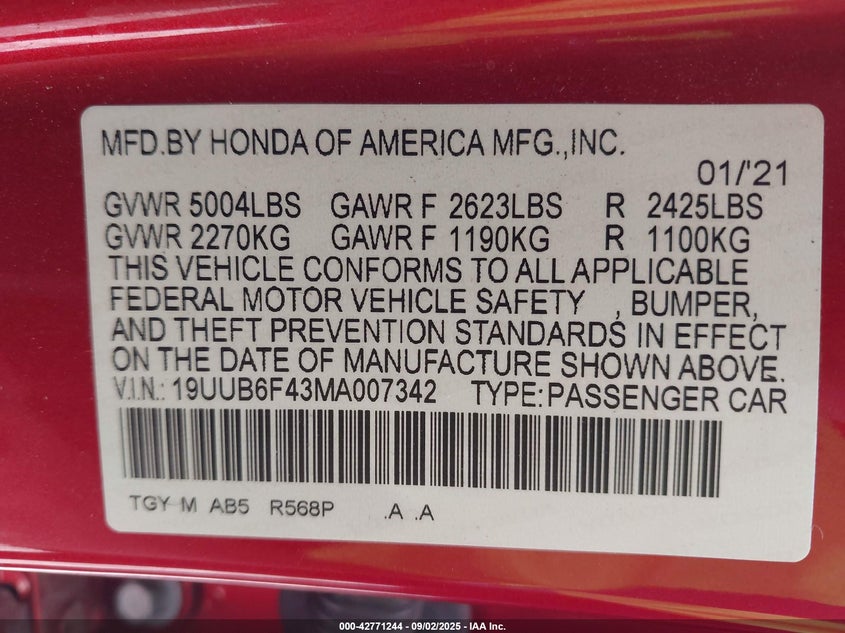 MFD.BY HONDA OF AMERICA MFG.,INC.
01/'21
GVWR 5004LBS GAWR F 2623LBS R 2425LBS
GVWR 2270KG GAWR F 1190KG R 1100KG
THIS VEHICLE CONFORMS TO ALL APPLICABLE
FEDERAL MOTOR VEHICLE SAFETY , BUMPER,
AND THEFT PREVENTION STANDARDS IN EFFECT
ON THE DATE OF MANUFACTURE SHOWN ABOVE.
V.I.N.: 19UUB6F43MA007342 TYPE:PASSENGER CAR
TGY M AB5 R568P .A .A
000-42771244 - 09/02/2025 - IAA Inc.